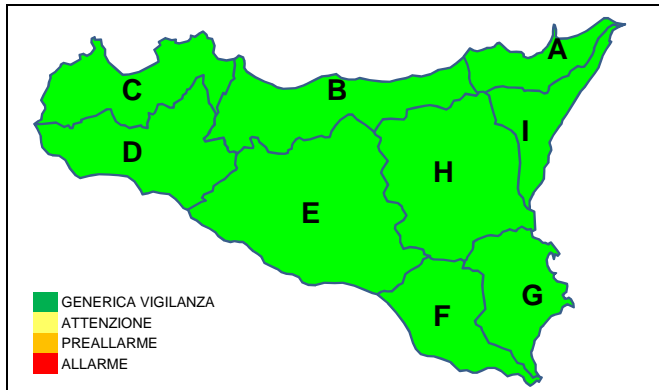 A
C
B
I
D
H
E
F
G
GENERICA VIGILANZA
ATTENZIONE
PREALLARME
ALLARME